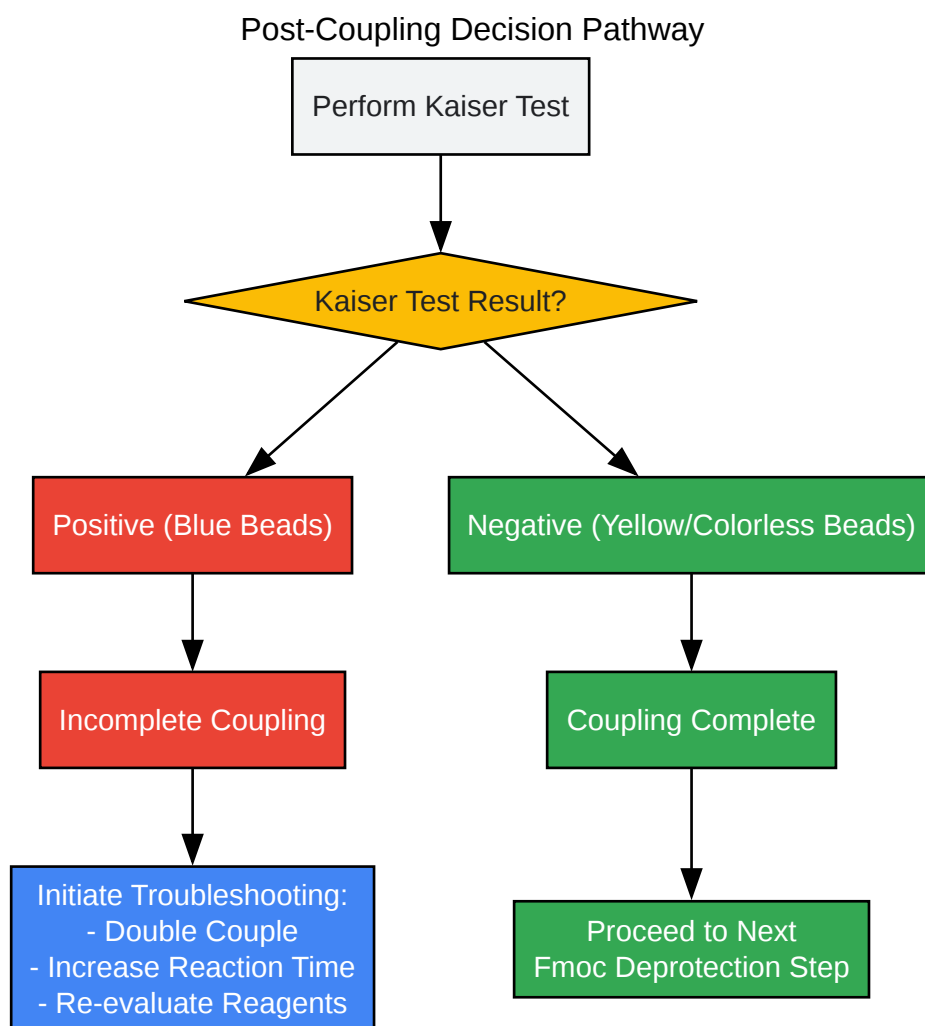 Post-Coupling Decision Pathway
Perform Kaiser Test
Kaiser Test Result?
Positive (Blue Beads)
Negative (Yellow/Colorless Beads)
Incomplete Coupling
Coupling Complete
Initiate Troubleshooting:
- Double Couple
- Increase Reaction Time
- Re-evaluate Reagents
Proceed to Next
Fmoc Deprotection Step